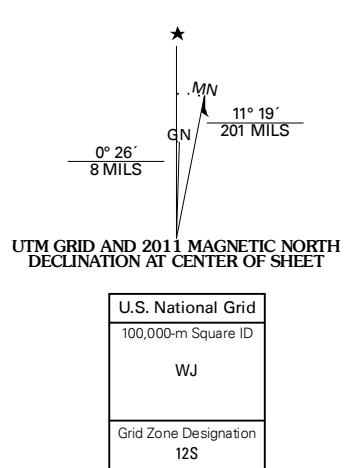 ★
MN
11° 19´
201 MILS
GN
0° 26´
8 MILS
UTM GRID AND 2011 MAGNETIC NORTH
DECLINATION AT CENTER OF SHEET
U.S. National Grid
100,000-m Square ID
WJ
Grid Zone Designation
12S